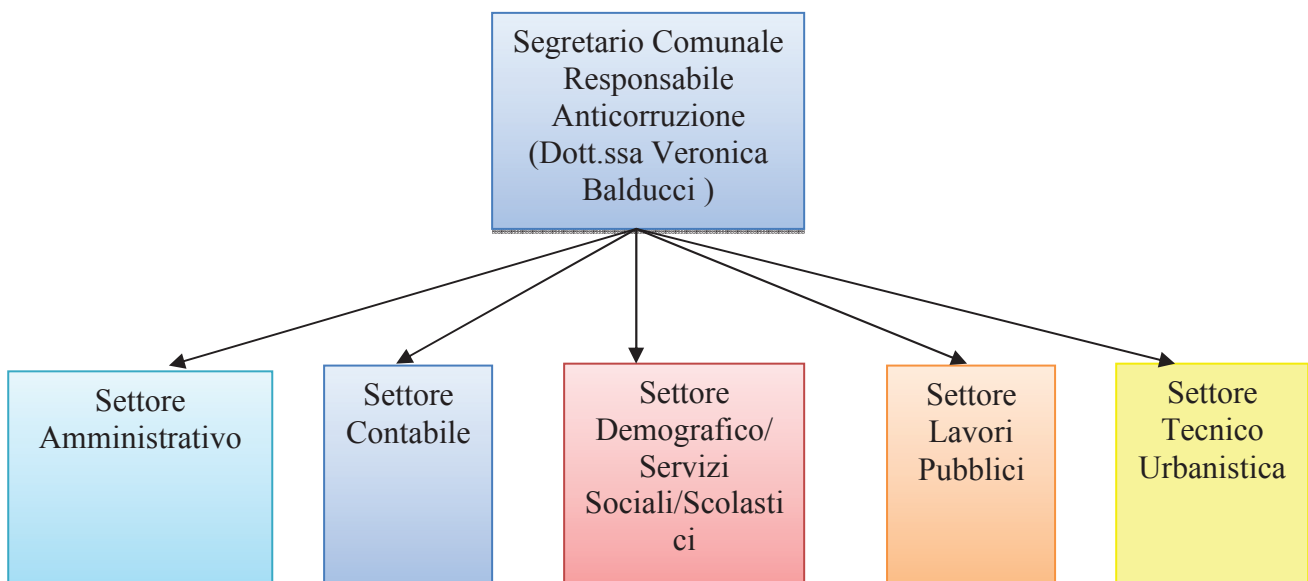 Segretario Comunale
Responsabile
Anticorruzione
(Dott.ssa Veronica
Balducci )
Settore
Amministrativo
Settore
Contabile
Settore
Demografico/
Servizi
Sociali/Scolasti
ci
Settore
Lavori
Pubblici
Settore
Tecnico
Urbanistica